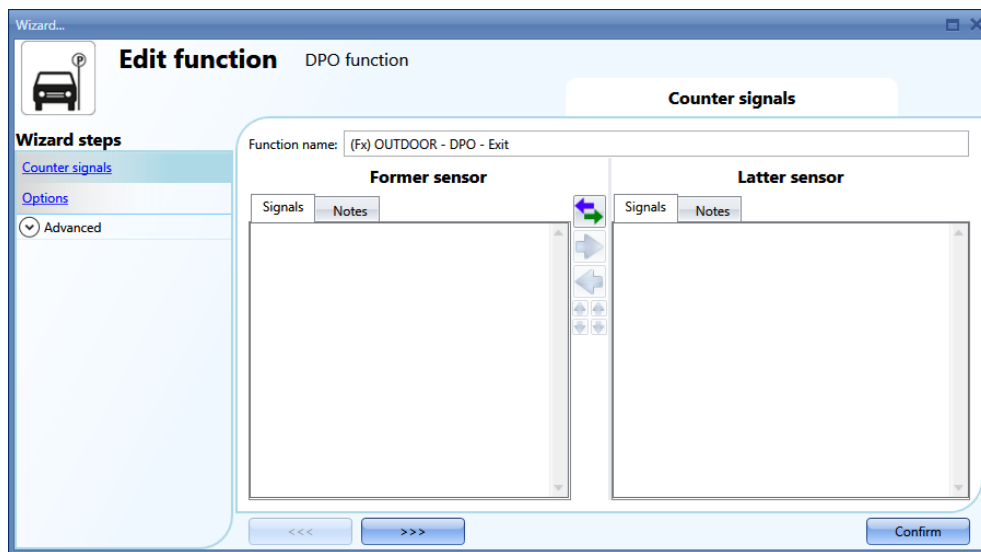 Wizard...
Edit function DPO function
Counter signals
Wizard steps
Counter signals
Options
Advanced
Function name: (Fx) OUTDOOR - DPO - Exit
Former sensor
Latter sensor
Signals Notes
Signals Notes
<<< >>>
Confirm